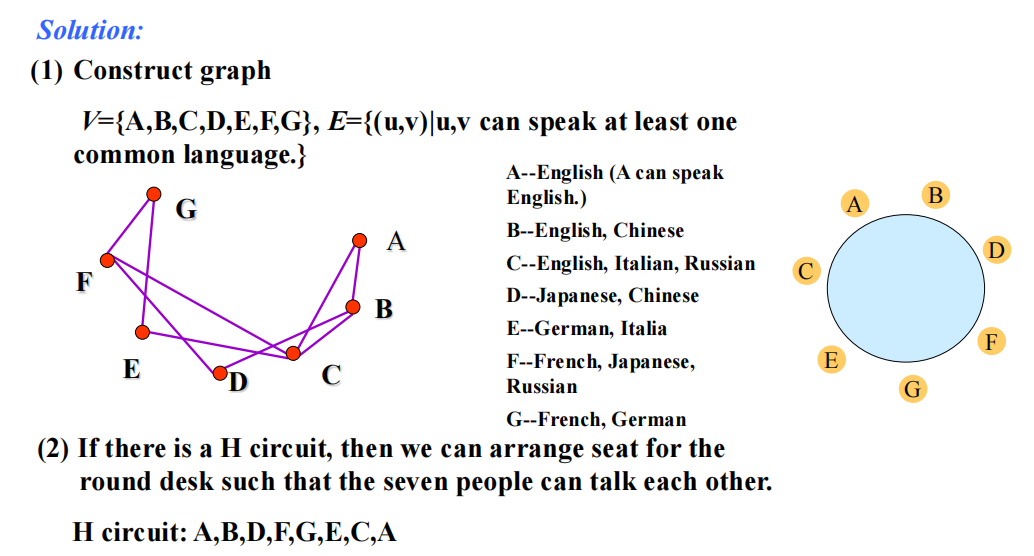 Solution:
(1) Construct graph
V={A,B,C,D,E,F,G}, E={(u,v)|u,v can speak at least one
common language.}
G
A
F
B
E
D
C
A--English (A can speak
English.)
B--English, Chinese
C--English, Italian, Russian
D--Japanese, Chinese
E--German, Italia
F--French, Japanese,
Russian
G--French, German
A
B
C
D
E
F
G
(2) If there is a H circuit, then we can arrange seat for the
round desk such that the seven people can talk each other.
H circuit: A,B,D,F,G,E,C,A